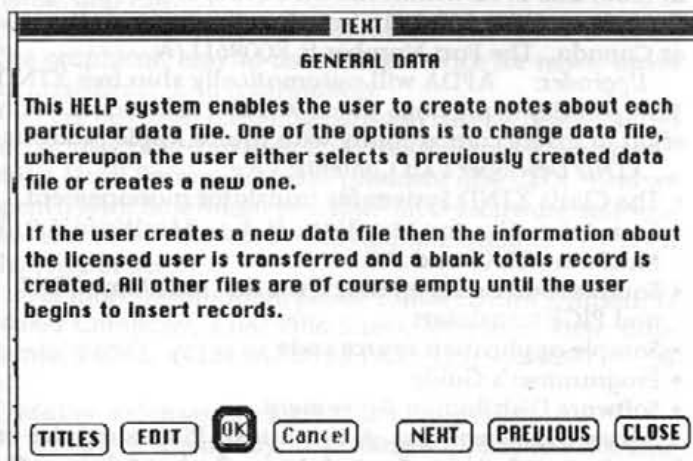 TEXT
GENERAL DATA
This HELP system enables the user to create notes about each
particular data file. One of the options is to change data file,
whereupon the user either selects a previously created data
file or creates a new one.
If the user creates a new data file then the information about
the licensed user is transferred and a blank totals record is
created. All other files are of course empty until the user
begins to insert records.
TITLES EDIT OK Cancel NEXT PREVIOUS CLOSE